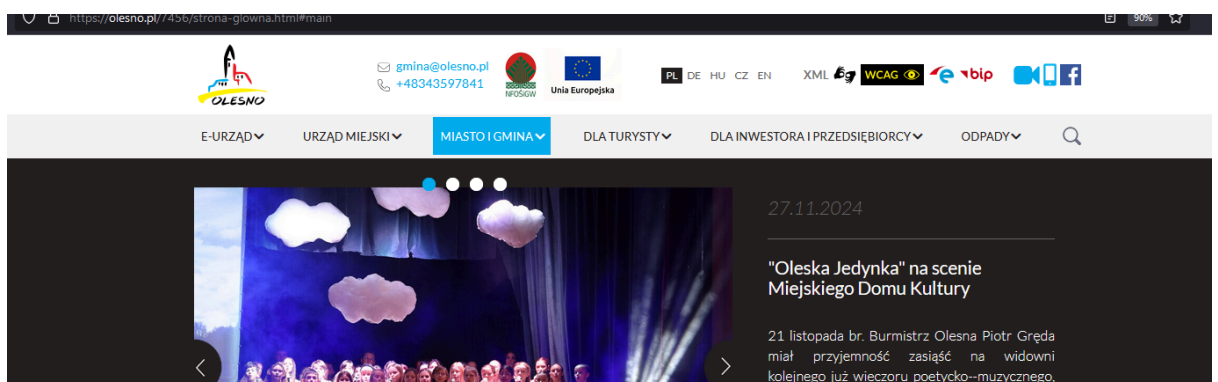 https://olesno.pl/7456/strona-glowna.html#main
90%
OLESNO
gmina@olesno.pl
+48343597841
NFOŚiGW
Unia Europejska
PL DE HU CZ EN
XML
WCAG
e
bip
f
E-URZĄD
URZĄD MIEJSKI
MIASTO I GMINA
DLA TURYSTY
DLA INWESTORA I PRZEDSIĘBIORCY
ODPADY
27.11.2024
"Oleska Jedynka" na scenie
Miejskiego Domu Kultury
21 listopada br. Burmistrz Olesna Piotr Gręda
miał przyjemność zasiąść na widowni
kolejnego już wieczoru poetycko--muzycznego,